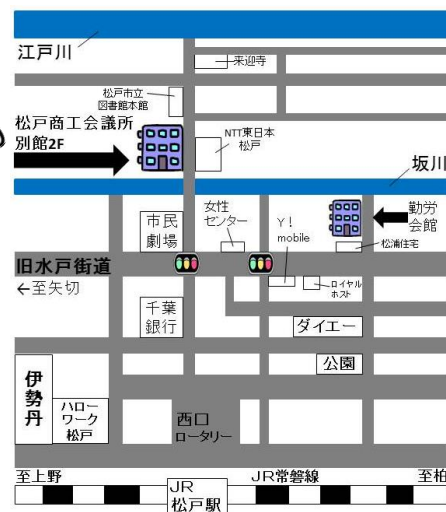 江戸川
来迎寺
松戸市立
図書館本館
松戸商工会議所
別館2F
NTT東日本
松戸
坂川
市民
劇場
女性
センター
Y!
mobile
勤労
会館
松浦住宅
旧水戸街道
←至矢切
ロイヤル
ホスト
千葉
銀行
ダイエー
公園
伊勢丹
ハロー
ワーク
松戸
西口
ロータリー
至上野
JR常磐線
至柏
JR
松戸駅